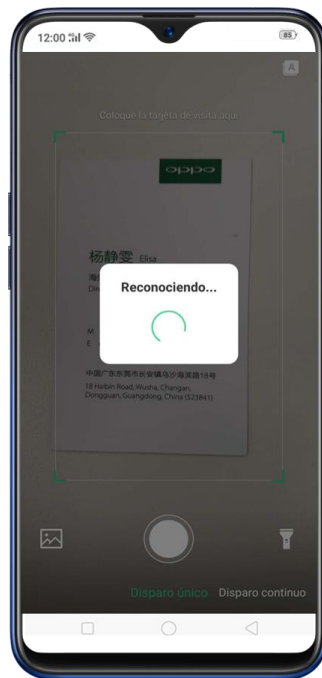 12:00
85
A
Coloque la tarjeta de visita aquí
oppo
杨静雯 Elisa
Reconociendo...
M
E
中国广东东莞市长安镇乌沙海滨路18号
18 Haibin Road, Wusha, Changan,
Dongguan, Guangdong, China (523841)
Disparo único Disparo continuo